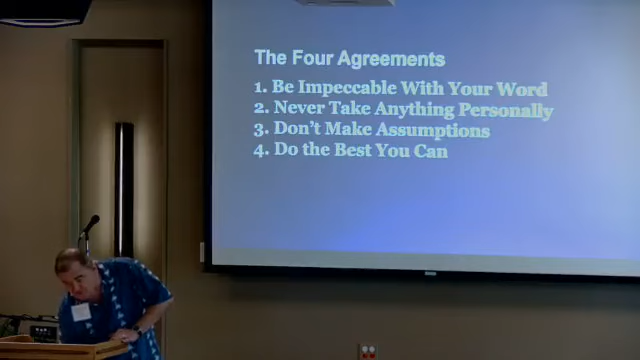 The Four Agreements
1. Be Impeccable With Your Word
2. Never Take Anything Personally
3. Don't Make Assumptions
4. Do the Best You Can